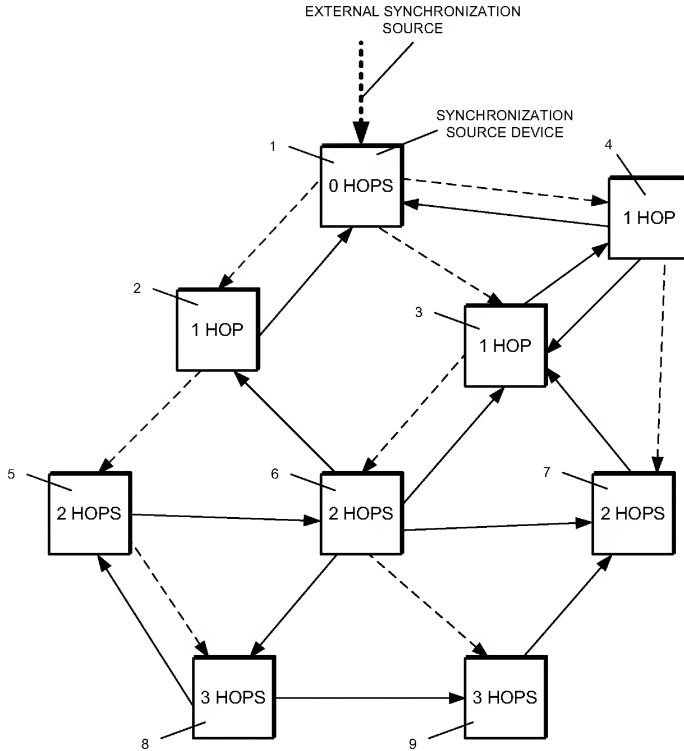 EXTERNAL SYNCHRONIZATION
SOURCE
SYNCHRONIZATION
SOURCE DEVICE
1
0 HOPS
4
1 HOP
2
1 HOP
3
1 HOP
5
2 HOPS
6
2 HOPS
7
2 HOPS
3 HOPS
8
3 HOPS
9